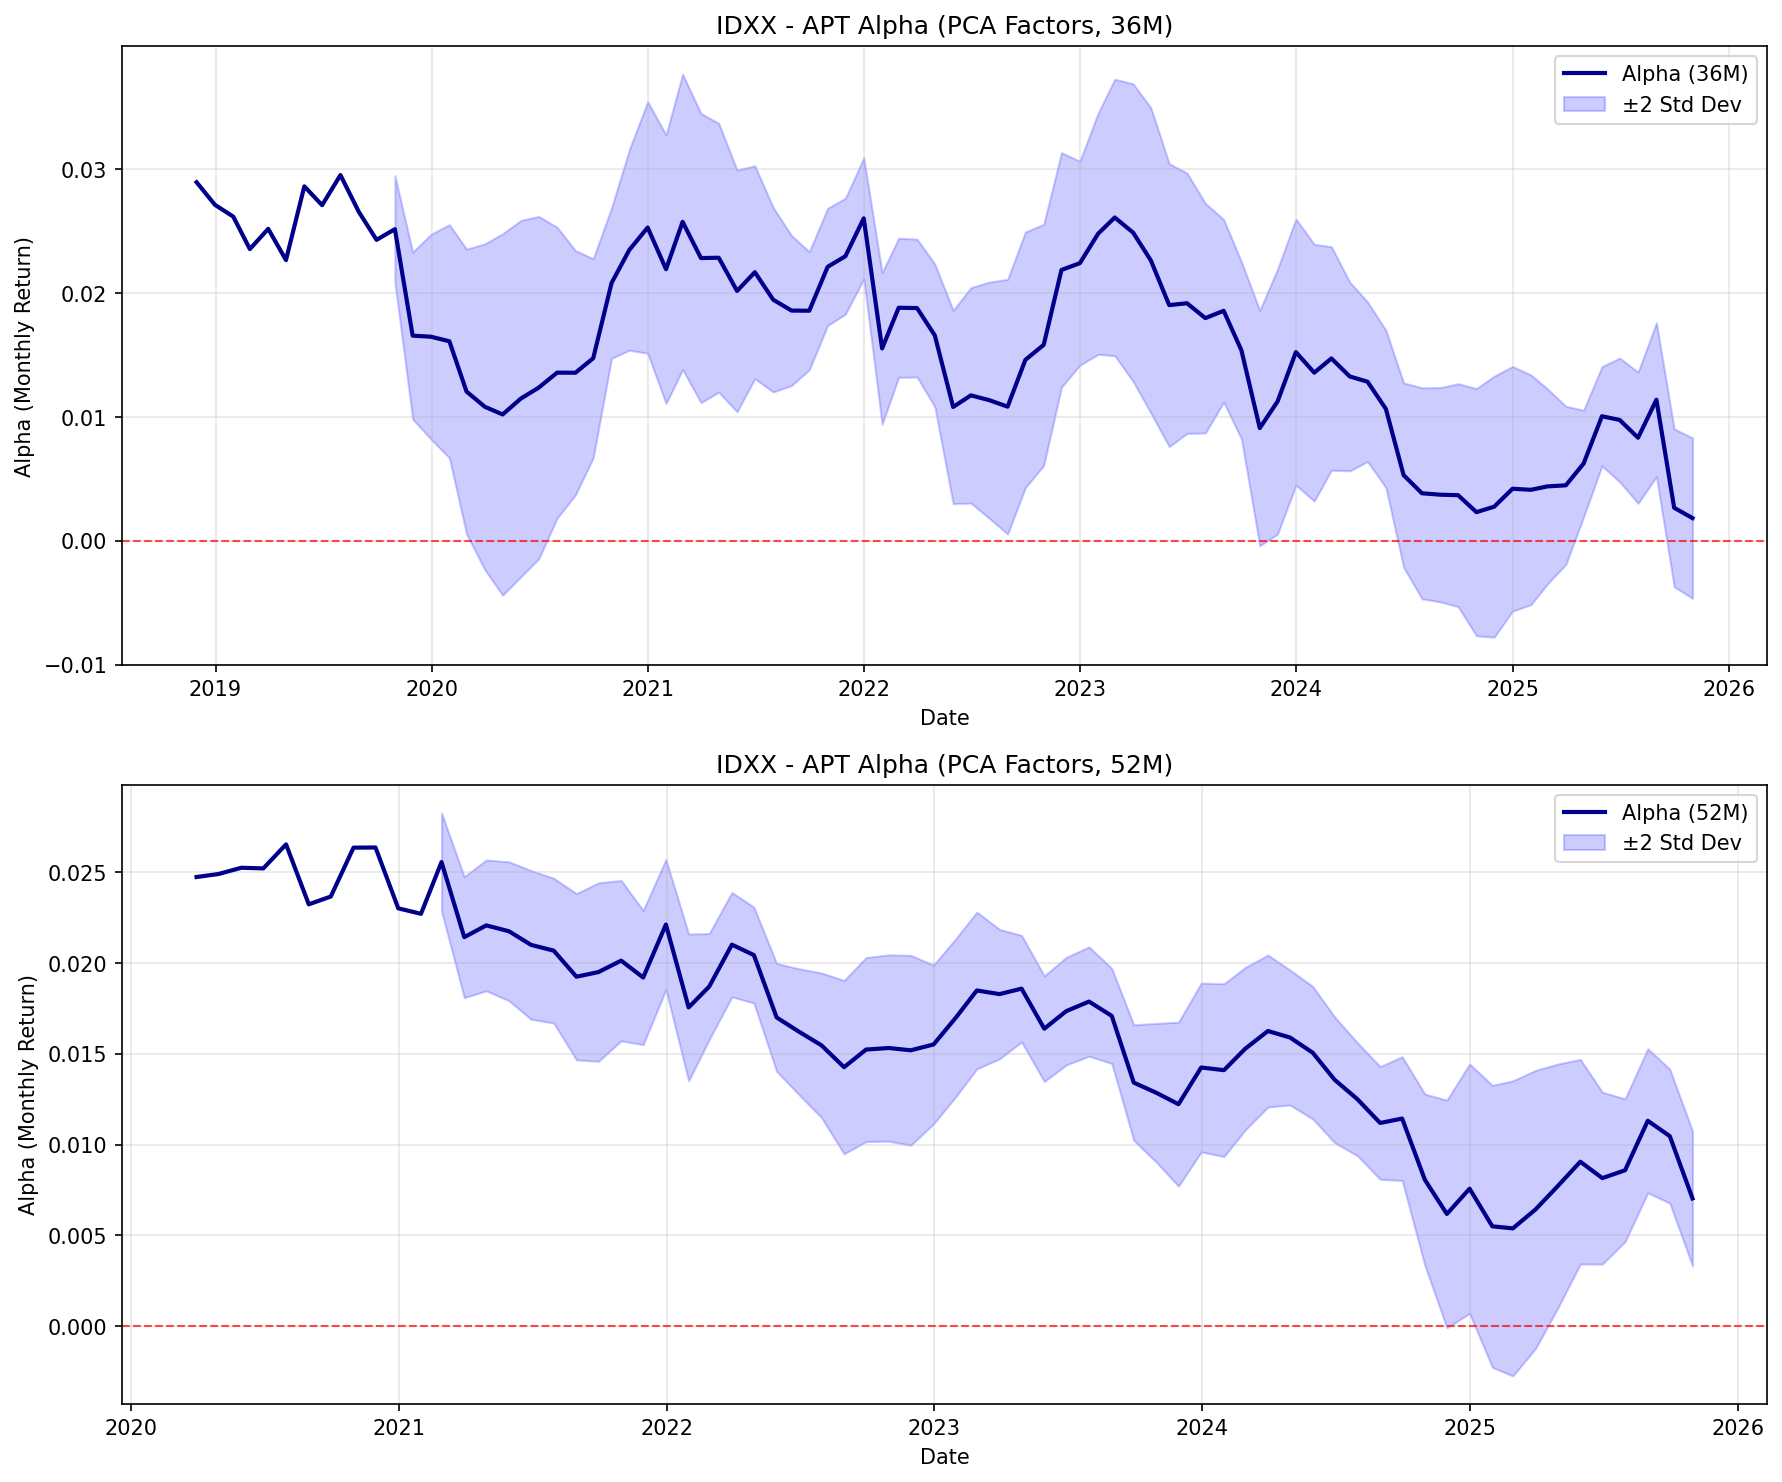 IDXX - APT Alpha (PCA Factors, 36M)
Alpha (Monthly Return)
Alpha (36M)
±2 Std Dev
0.03
0.02
0.01
0.00
−0.01
2019 2020 2021 2022 2023 2024 2025 2026
Date
IDXX - APT Alpha (PCA Factors, 52M)
Alpha (Monthly Return)
Alpha (52M)
±2 Std Dev
0.025
0.020
0.015
0.010
0.005
0.000
2020 2021 2022 2023 2024 2025 2026
Date